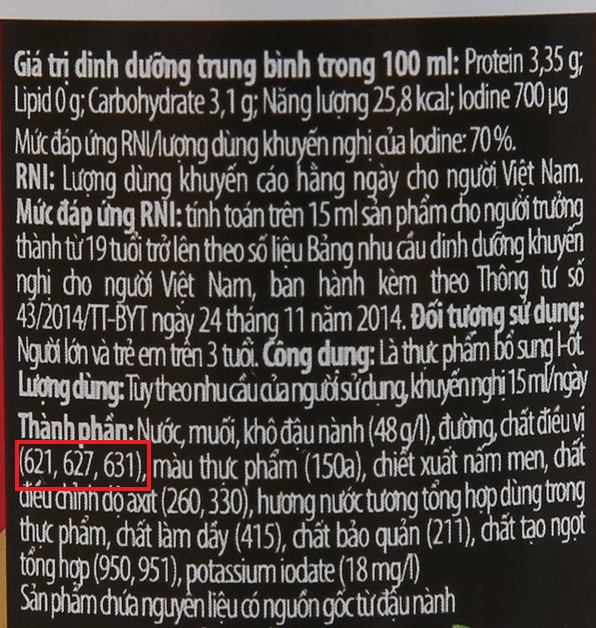 Giá trị dinh dưỡng trung bình trong 100 ml: Protein 3,35 g;
Lipid 0 g; Carbohydrate 3,1 g; Năng lượng 25,8 kcal; Iodine 700 µg
Mức đáp ứng RNI/lượng dùng khuyến nghị của Iodine: 70%.
RNI: Lượng dùng khuyến cáo hằng ngày cho người Việt Nam.
Mức đáp ứng RNI: tính toán trên 15 ml sản phẩm cho người trưởng
thành từ 19 tuổi trở lên theo số liệu Bảng nhu cầu dinh dưỡng khuyến
nghị cho người Việt Nam, ban hành kèm theo Thông tư số
43/2014/TT-BYT ngày 24 tháng 11 năm 2014. Đối tượng sử dụng:
Người lớn và trẻ em trên 3 tuổi. Công dụng: Là thực phẩm bổ sung I-ốt.
Lượng dùng: Tùy theo nhu cầu của người sử dụng, khuyến nghị 15 ml/ngày
Thành phần: Nước, muối, khô đậu nành (48 g/l), đường, chất điều vị
(621, 627, 631), màu thực phẩm (150a), chiết xuất nấm men, chất
điều chỉnh độ axit (260, 330), hương nước tương tổng hợp dùng trong
thực phẩm, chất làm dầy (415), chất bảo quản (211), chất tạo ngọt
tổng hợp (950, 951), potassium iodate (18 mg/l)
Sản phẩm chứa nguyên liệu có nguồn gốc từ đậu nành